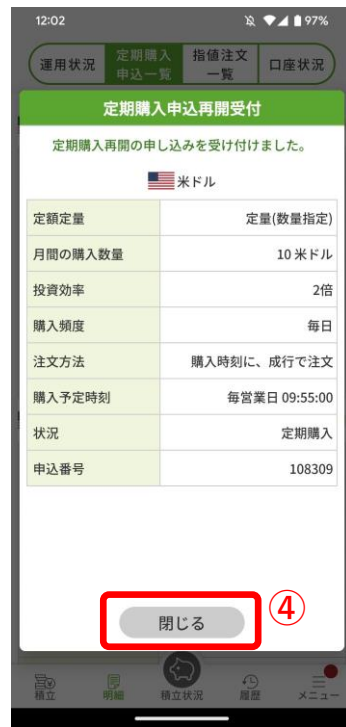 12:02 97%
運用状況 定期購入申込一覧 指値注文一覧 口座状況
定期購入申込再開受付
定期購入再開の申し込みを受け付けました。
米ドル
定額定量 定量(数量指定)
月間の購入数量 10 米ドル
投資効率 2倍
購入頻度 毎日
注文方法 購入時刻に、成行で注文
購入予定時刻 毎営業日 09:55:00
状況 定期購入
申込番号 108309
閉じる ④
積立 明細 積立状況 履歴 メニュー